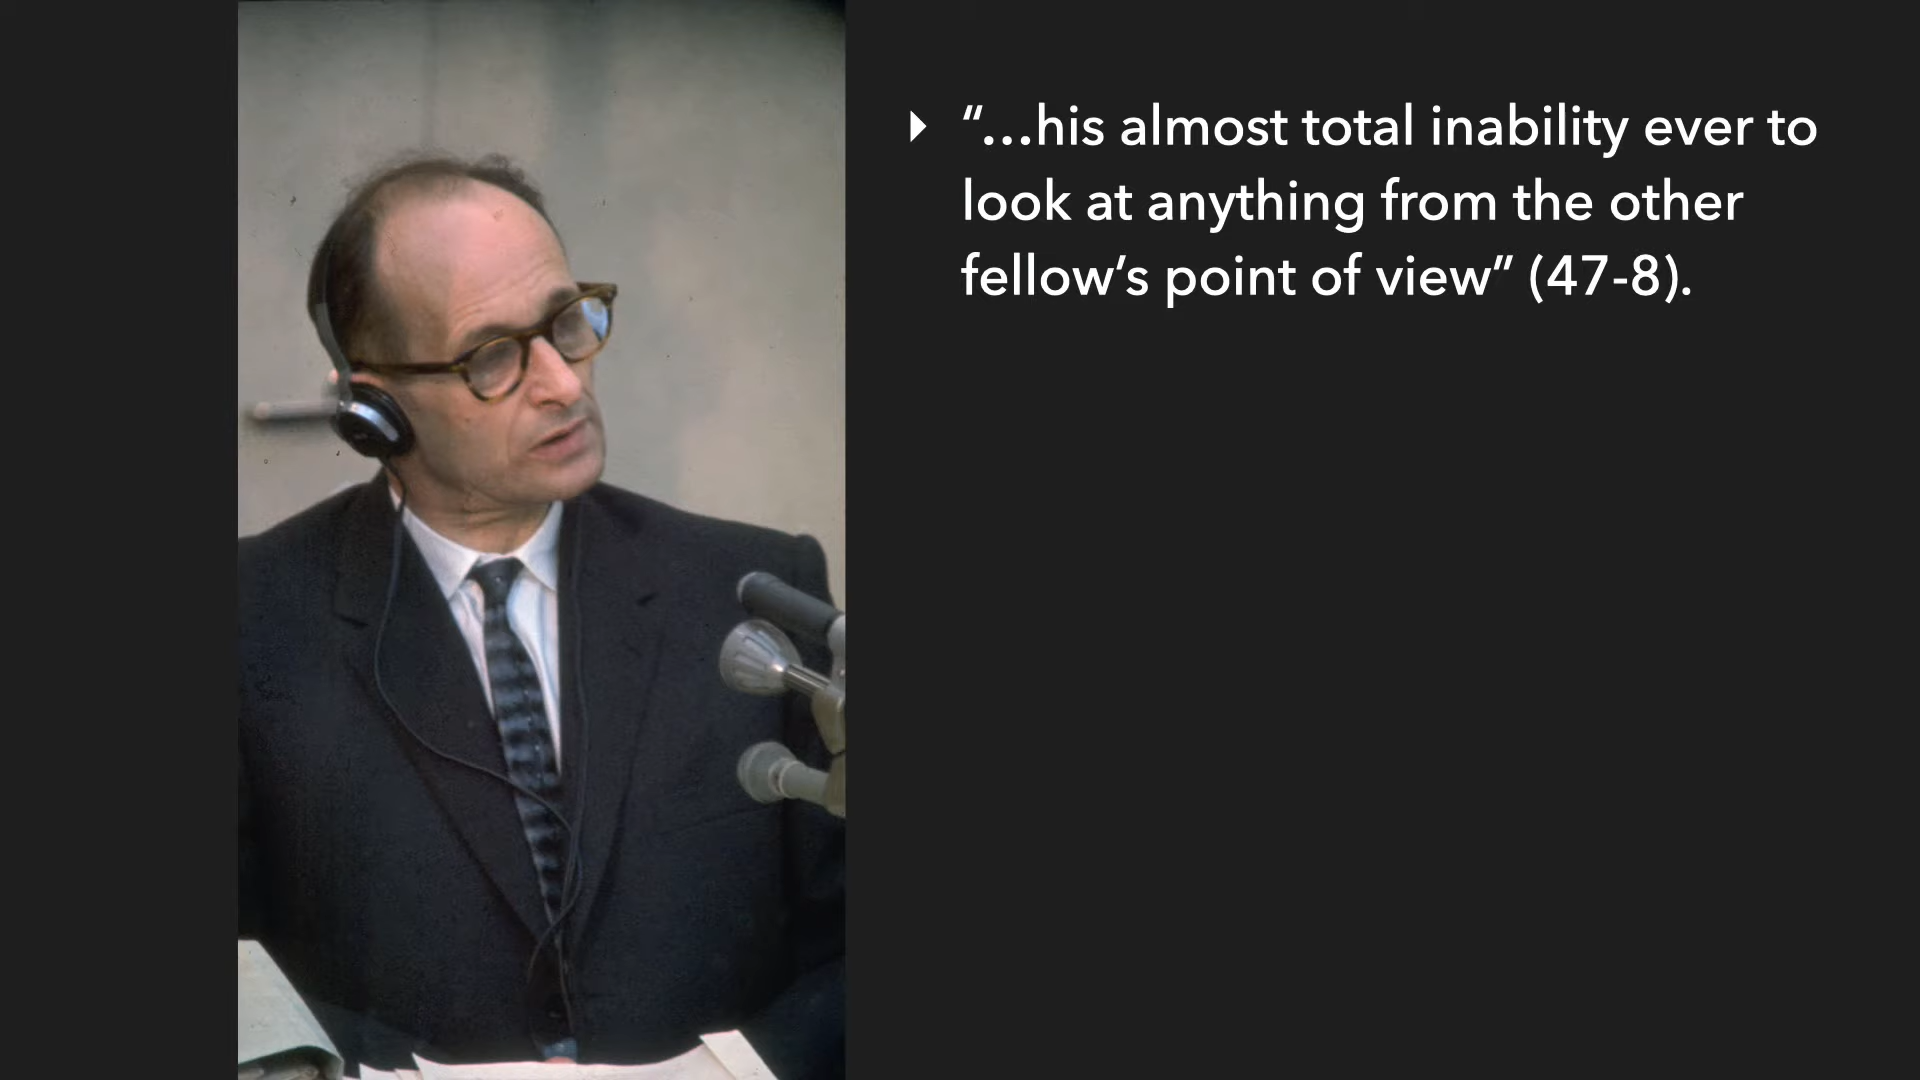 “…his almost total inability ever to
look at anything from the other
fellow’s point of view” (47-8).